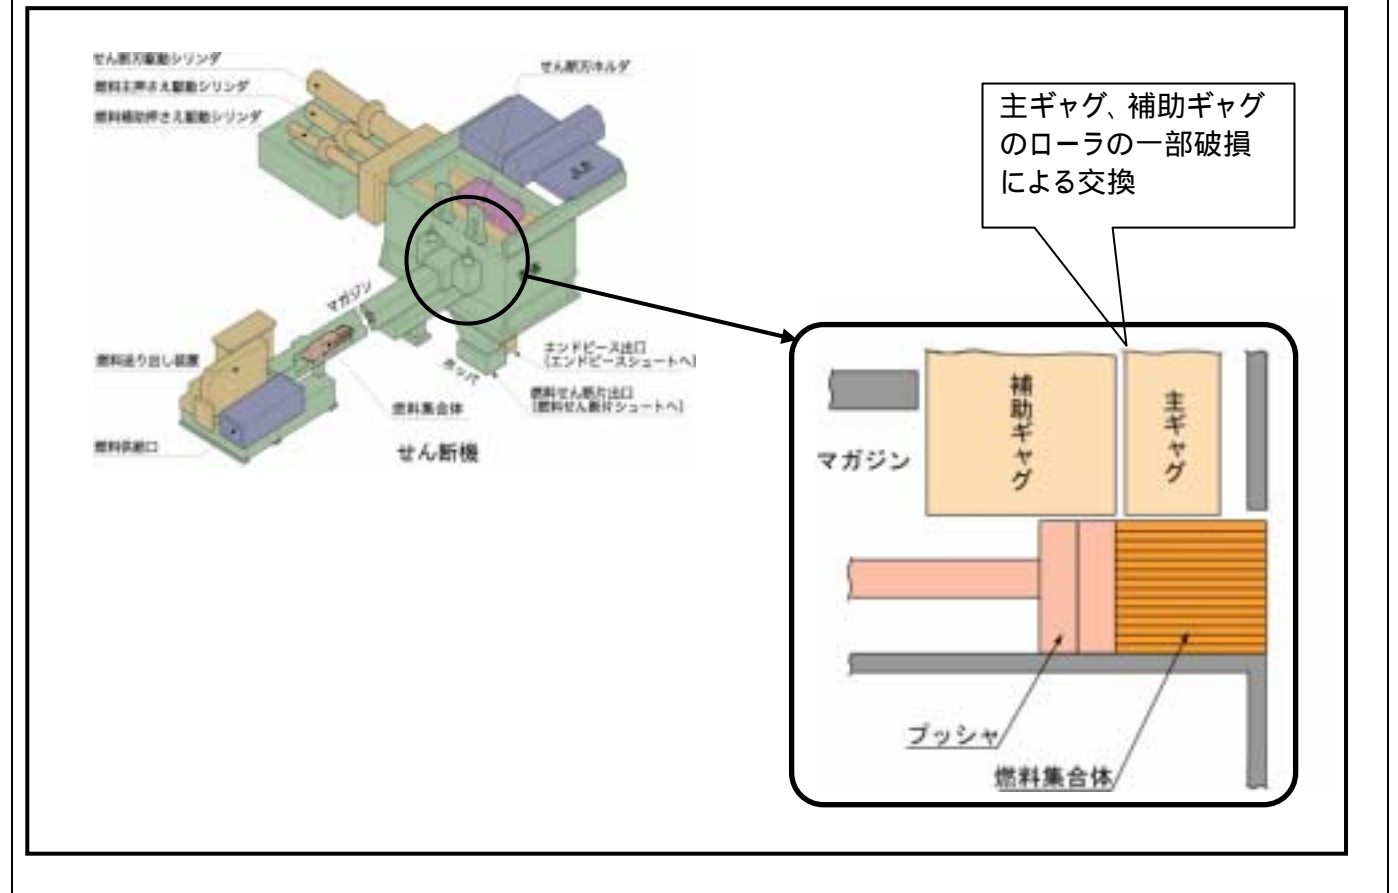 せん断刃駆動シリンダ
燃料主押さえ駆動シリンダ
燃料補助押さえ駆動シリンダ
せん断刃ホルダ
マガジン
燃料送り出し装置
燃料供給口
燃料集合体
ホッパ
エンドピース出口
(エンドピースシュートへ)
燃料せん断片出口
(燃料せん断片シュートへ)
せん断機
主ギャグ、補助ギャグ
のローラの一部破損
による交換
補助ギャグ
主ギャグ
マガジン
プッシャ
燃料集合体